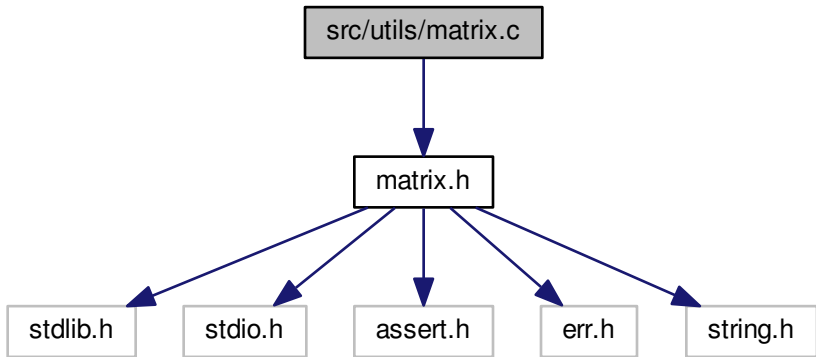 src/utils/matrix.c
matrix.h
stdlib.h
stdio.h
assert.h
err.h
string.h